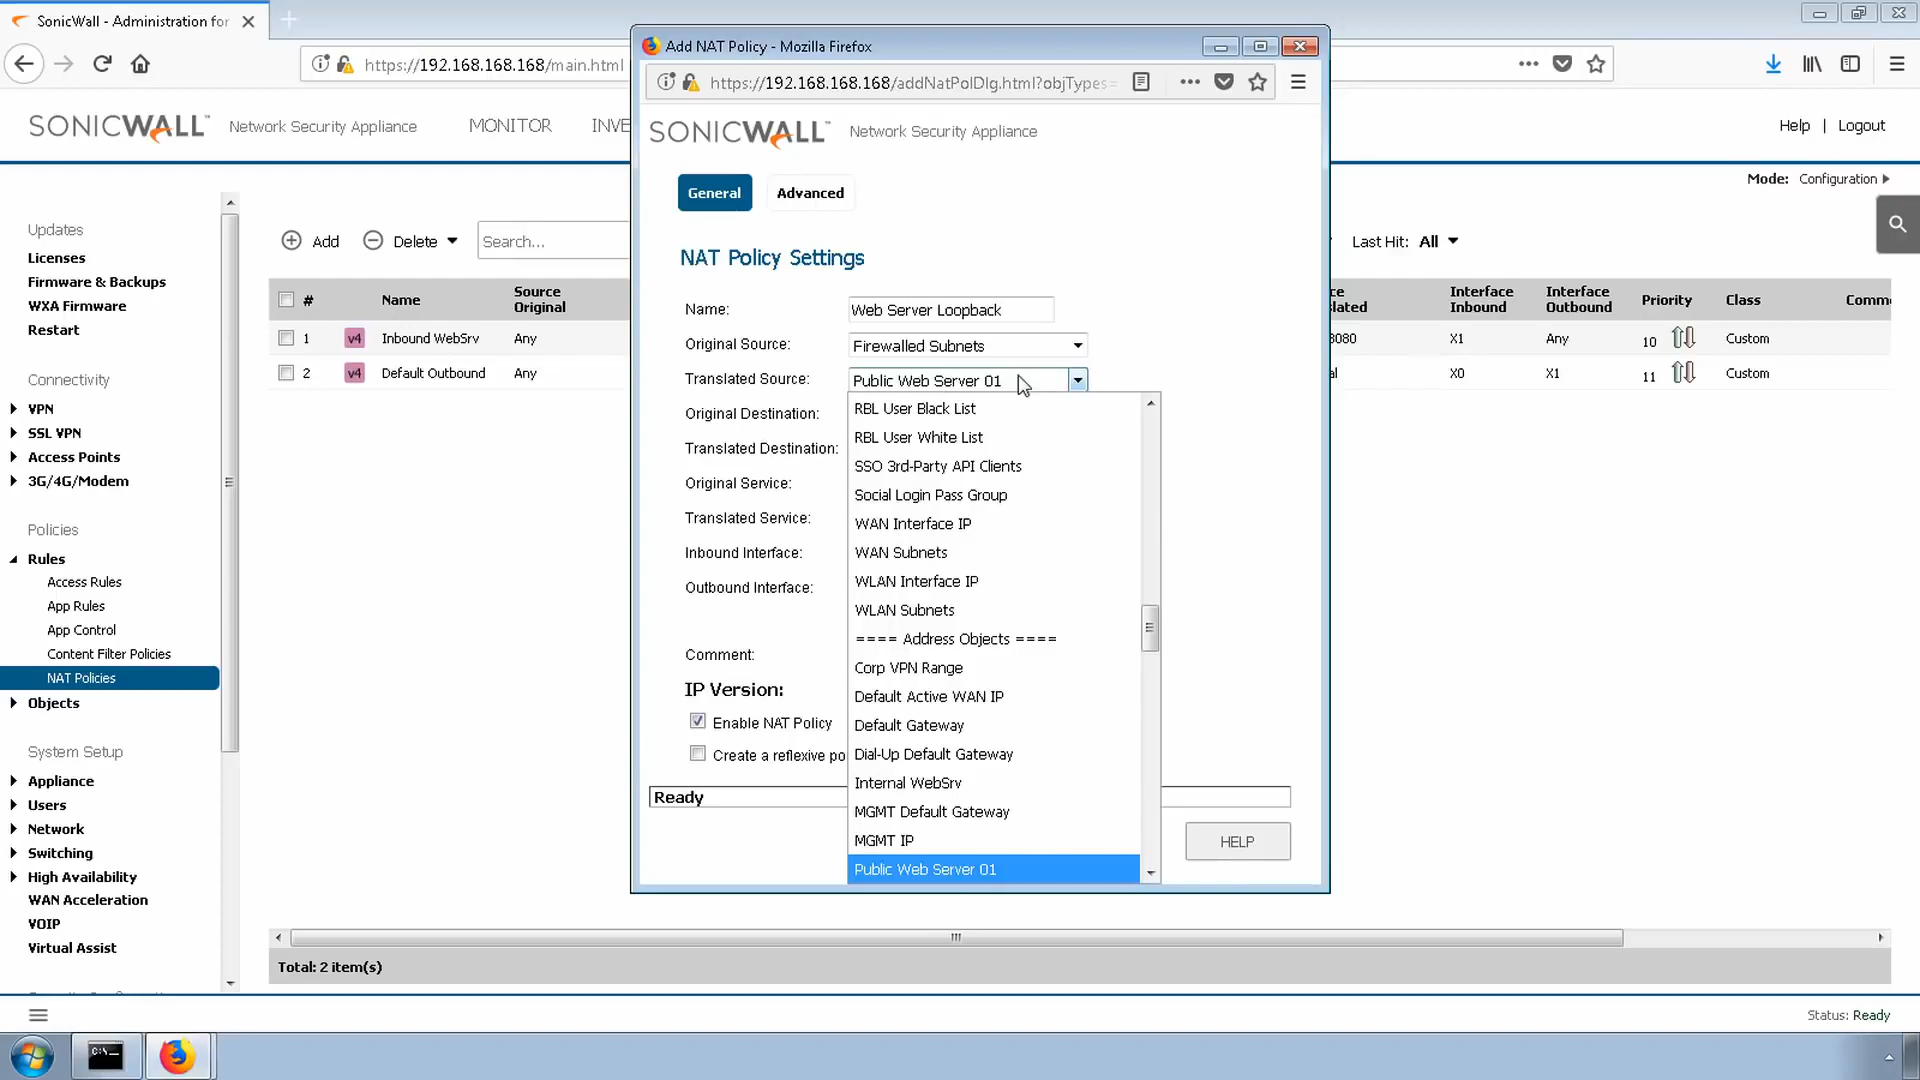 SonicWall - Administration for
Add NAT Policy - Mozilla Firefox
https://192.168.168.168/main.html
https://192.168.168.168/addNatPolDlg.html?objTypes=
SONICWALL Network Security Appliance
MONITOR
INVE
Help | Logout
SONICWALL Network Security Appliance
Mode: Configuration
General
Advanced
Updates
Licenses
Firmware & Backups
WXA Firmware
Restart
Connectivity
VPN
SSL VPN
Access Points
3G/4G/Modem
Policies
Rules
Access Rules
App Rules
App Control
Content Filter Policies
NAT Policies
Objects
System Setup
Appliance
Users
Network
Switching
High Availability
WAN Acceleration
VOIP
Virtual Assist
Add
Delete
Search...
Last Hit: All
# Name Source Original
Interface Inbound Interface Outbound Priority Class Comme
1 v4 Inbound WebSrv Any 8080 X1 Any 10 Custom
2 v4 Default Outbound Any al X0 X1 11 Custom
NAT Policy Settings
Name: Web Server Loopback
Original Source: Firewalled Subnets
Translated Source: Public Web Server 01
Original Destination:
Translated Destination:
Original Service:
Translated Service:
Inbound Interface:
Outbound Interface:
Comment:
IP Version:
Enable NAT Policy
Create a reflexive po
RBL User Black List
RBL User White List
SSO 3rd-Party API Clients
Social Login Pass Group
WAN Interface IP
WAN Subnets
WLAN Interface IP
WLAN Subnets
==== Address Objects ====
Corp VPN Range
Default Active WAN IP
Default Gateway
Dial-Up Default Gateway
Internal WebSrv
MGMT Default Gateway
MGMT IP
Public Web Server 01
Ready
HELP
Total: 2 item(s)
Status: Ready